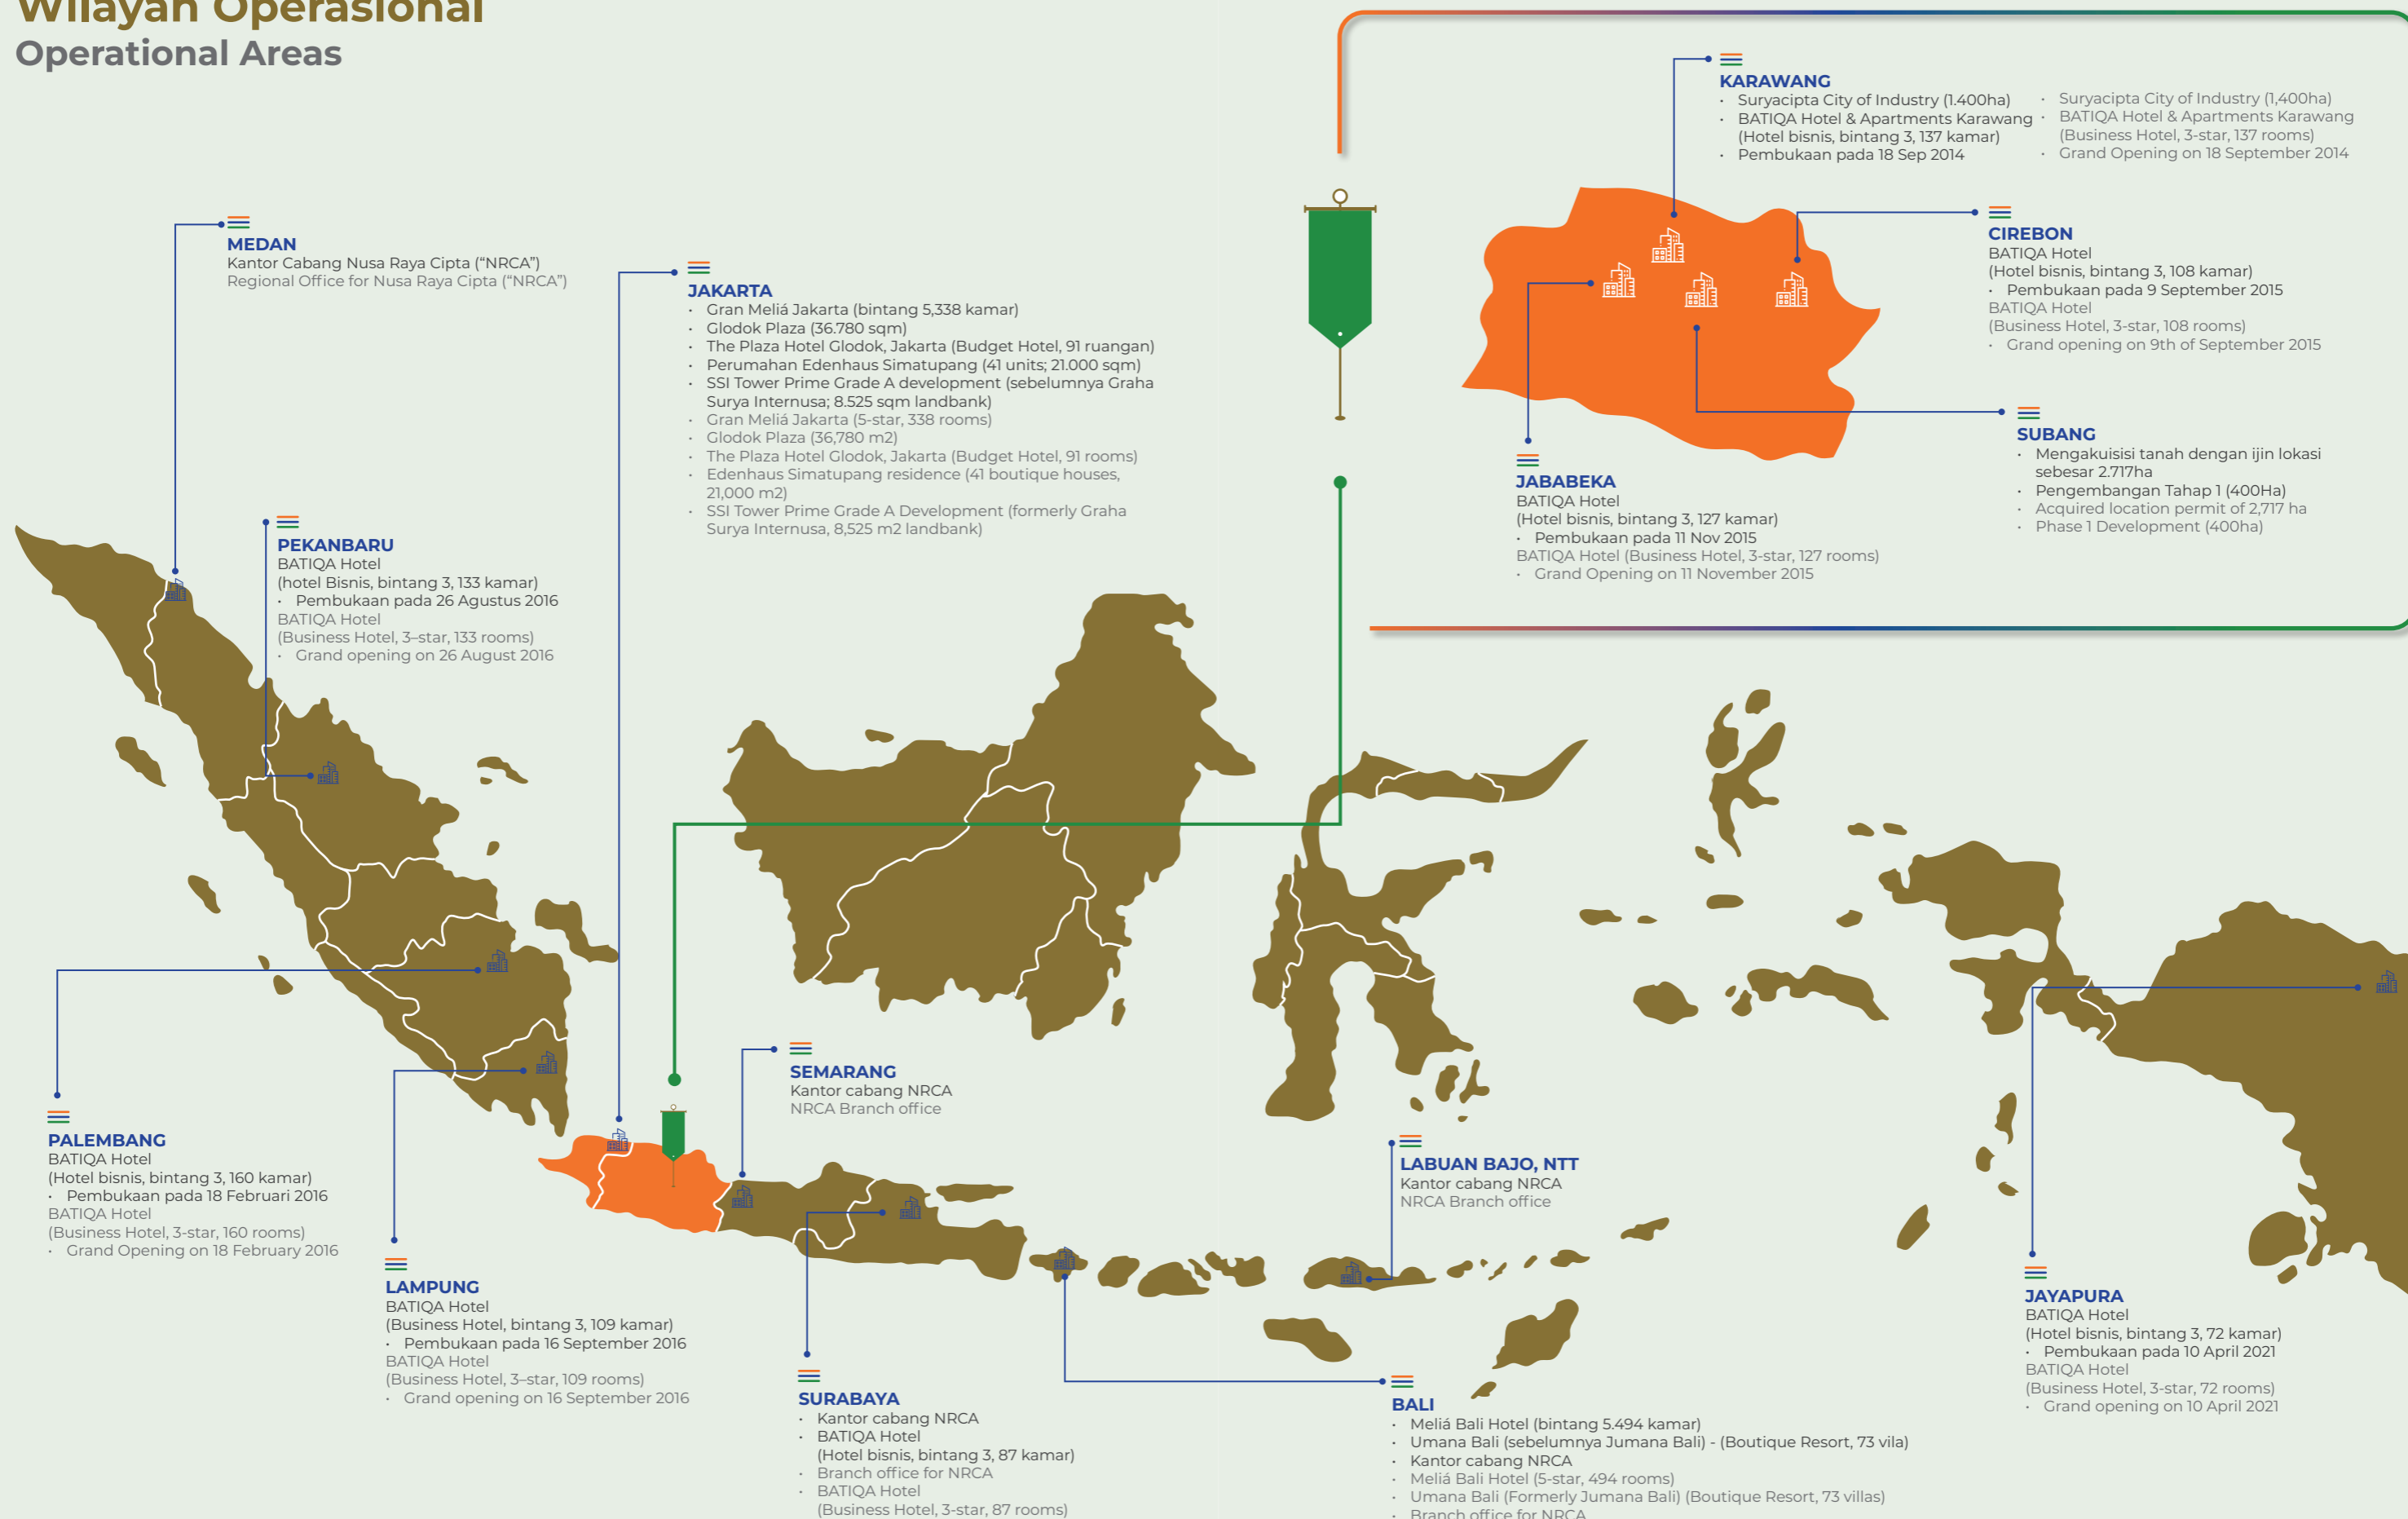 Wilayah Operasional
Operational Areas
KARAWANG
• Suryacipta City of Industry (1.400ha)
• BATIQA Hotel & Apartments Karawang
(Hotel bisnis, bintang 3, 137 kamar)
• Pembukaan pada 18 Sep 2014
• Suryacipta City of Industry (1,400ha)
• BATIQA Hotel & Apartments Karawang
(Business Hotel, 3-star, 137 rooms)
• Grand Opening on 18 September 2014
MEDAN
Kantor Cabang Nusa Raya Cipta (“NRCA”)
Regional Office for Nusa Raya Cipta (“NRCA”)
JAKARTA
• Gran Meliá Jakarta (bintang 5,338 kamar)
• Glodok Plaza (36.780 sqm)
• The Plaza Hotel Glodok, Jakarta (Budget Hotel, 91 ruangan)
• Perumahan Edenhaus Simatupang (41 units; 21.000 sqm)
• SSI Tower Prime Grade A development (sebelumnya Graha
Surya Internusa; 8.525 sqm landbank)
• Gran Meliá Jakarta (5-star, 338 rooms)
• Glodok Plaza (36,780 m2)
• The Plaza Hotel Glodok, Jakarta (Budget Hotel, 91 rooms)
• Edenhaus Simatupang residence (41 boutique houses,
21,000 m2)
• SSI Tower Prime Grade A Development (formerly Graha
Surya Internusa, 8,525 m2 landbank)
CIREBON
BATIQA Hotel
(Hotel bisnis, bintang 3, 108 kamar)
• Pembukaan pada 9 September 2015
BATIQA Hotel
(Business Hotel, 3-star, 108 rooms)
• Grand opening on 9th of September 2015
SUBANG
• Mengakuisisi tanah dengan ijin lokasi
sebesar 2.717ha
• Pengembangan Tahap 1 (400Ha)
• Acquired location permit of 2,717 ha
• Phase 1 Development (400ha)
JABABEKA
BATIQA Hotel
(Hotel bisnis, bintang 3, 127 kamar)
• Pembukaan pada 11 Nov 2015
BATIQA Hotel (Business Hotel, 3-star, 127 rooms)
• Grand Opening on 11 November 2015
PEKANBARU
BATIQA Hotel
(hotel Bisnis, bintang 3, 133 kamar)
• Pembukaan pada 26 Agustus 2016
BATIQA Hotel
(Business Hotel, 3–star, 133 rooms)
• Grand opening on 26 August 2016
SEMARANG
Kantor cabang NRCA
NRCA Branch office
PALEMBANG
BATIQA Hotel
(Hotel bisnis, bintang 3, 160 kamar)
• Pembukaan pada 18 Februari 2016
BATIQA Hotel
(Business Hotel, 3-star, 160 rooms)
• Grand Opening on 18 February 2016
LABUAN BAJO, NTT
Kantor cabang NRCA
NRCA Branch office
LAMPUNG
BATIQA Hotel
(Business Hotel, bintang 3, 109 kamar)
• Pembukaan pada 16 September 2016
BATIQA Hotel
(Business Hotel, 3–star, 109 rooms)
• Grand opening on 16 September 2016
JAYAPURA
BATIQA Hotel
(Hotel bisnis, bintang 3, 72 kamar)
• Pembukaan pada 10 April 2021
BATIQA Hotel
(Business Hotel, 3-star, 72 rooms)
• Grand opening on 10 April 2021
SURABAYA
• Kantor cabang NRCA
• BATIQA Hotel
(Hotel bisnis, bintang 3, 87 kamar)
• Branch office for NRCA
• BATIQA Hotel
(Business Hotel, 3-star, 87 rooms)
BALI
• Meliá Bali Hotel (bintang 5.494 kamar)
• Umana Bali (sebelumnya Jumana Bali) - (Boutique Resort, 73 vila)
• Kantor cabang NRCA
• Meliá Bali Hotel (5-star, 494 rooms)
• Umana Bali (Formerly Jumana Bali) (Boutique Resort, 73 villas)
• Branch office for NRCA